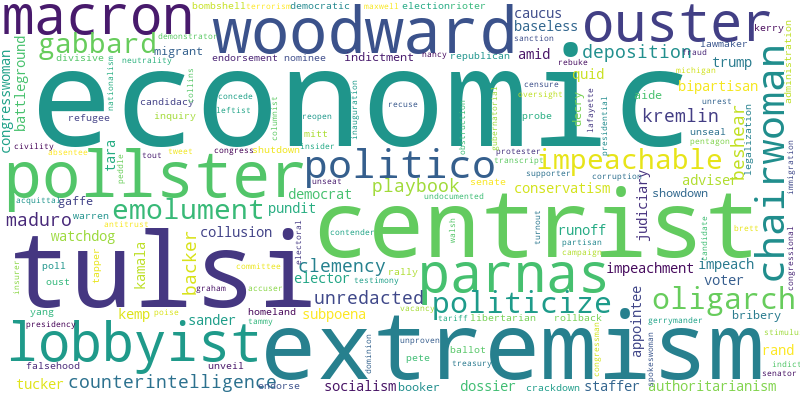 economic
tulsi
centrist
extremism
pollster
woodward
macron
ouster
lobbyist
parnas
chairwoman
politico
impeachable
oligarch
gabbard
emolument
politicize
counterintelligence
unredacted
kremlin
deposition
beshear
maduro
clemency
playbook
bipartisan
backer
kamala
quid
aide
decry
judiciary
appointee
authoritarianism
socialism
dossier
staffer
booker
rand
tucker
kemp
sander
subpoena
collusion
watchdog
pundit
democrat
conservatism
adviser
impeachment
impeach
voter
runoff
showdown
elector
homeland
bribery
trump
amid
baseless
caucus
congresswoman
battleground
migrant
endorsement
nominee
indictment
republican
bombshell
terrorism
democratic
maxwell
electionrioter
demonstrator
divisive
neutrality
nationalism
collins
concede
leftist
columnist
candidacy
inquiry
refugee
civility
tara
peddle
absentee
tout
tweet
congress
shutdown
insider
reopen
inauguration
mitt
recuse
nancy
unseat
protester
transcript
supporter
corruption
senate
undocumented
obstruction
conservatorial
oversight
probe
censure
rebuke
sanction
lafayette
presidential
lawmaker
fraud
kerry
michigan
unrest
unseal
pentagon
legalization
immigration
administration
acquittal
gaffe
warren
antitrust
poll
oust
yang
insurer
tapper
committee
graham
accuser
electoral
testimony
rally
contender
walsh
turnout
partisan
campaign
candidate
brett
congressional
presidency
poise
tammy
falsehood
unveil
endorse
dominion
unproven
pete
vacancy
tariff
libertarian
rollback
ballot
treasury
crackdown
congressman
spokeswoman
gerrymander
stimulus
indict
senator